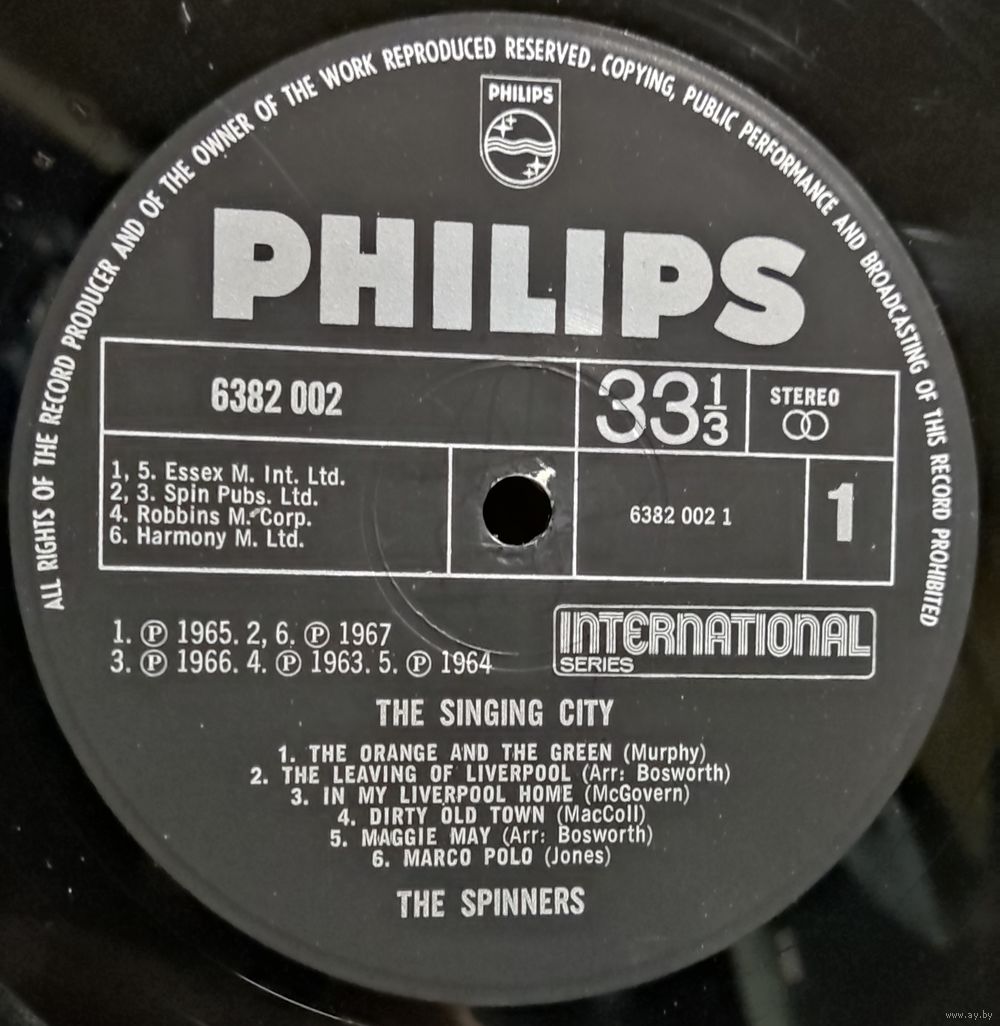 ALL RIGHTS OF THE RECORD PRODUCER AND OF THE OWNER OF THE WORK REPRODUCED RESERVED. COPYING, PUBLIC PERFORMANCE AND BROADCASTING OF THIS RECORD PROHIBITED
PHILIPS
PHILIPS
6382 002
33 1/3
STEREO
1, 5. Essex M. Int. Ltd.
2, 3. Spin Pubs. Ltd.
4. Robbins M. Corp.
6. Harmony M. Ltd.
6382 002 1
1
1. ℗ 1965. 2, 6. ℗ 1967
3. ℗ 1966. 4. ℗ 1963. 5. ℗ 1964
INTERNATIONAL
SERIES
THE SINGING CITY
1. THE ORANGE AND THE GREEN (Murphy)
2. THE LEAVING OF LIVERPOOL (Arr: Bosworth)
3. IN MY LIVERPOOL HOME (McGovern)
4. DIRTY OLD TOWN (MacColl)
5. MAGGIE MAY (Arr: Bosworth)
6. MARCO POLO (Jones)
THE SPINNERS
www.ay.by